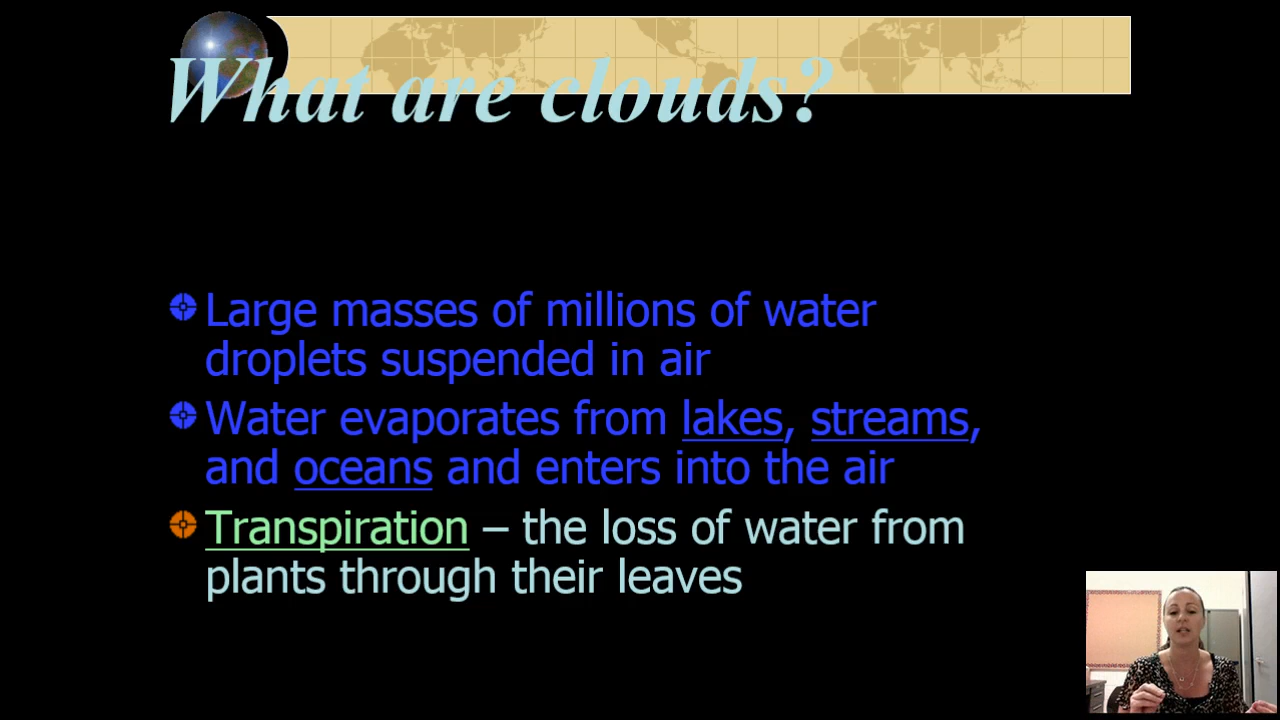 What are clouds?
Large masses of millions of water
droplets suspended in air
Water evaporates from lakes, streams,
and oceans and enters into the air
Transpiration – the loss of water from
plants through their leaves